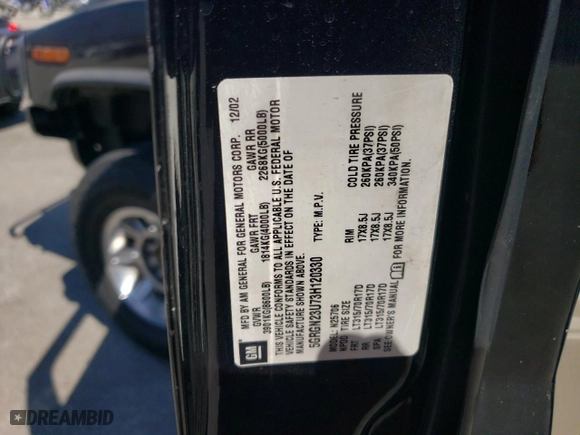 MFD BY AM GENERAL FOR GENERAL MOTORS CORP. 12/02
GVWR GAWR FRT GAWR RR
3901KG(8600LB) 1814KG(4000LB) 2268KG(5000LB)
THIS VEHICLE CONFORMS TO ALL APPLICABLE U.S. FEDERAL MOTOR
VEHICLE SAFETY STANDARDS IN EFFECT ON THE DATE OF
MANUFACTURE SHOWN ABOVE.
5GRGN23U73H120330 TYPE: M.P.V.
MODEL: N25706
TIRE SIZE RIM COLD TIRE PRESSURE
FRT LT315/70R17D 17X8.5J 260KPA(37PSI)
RR LT315/70R17D 17X8.5J 260KPA(37PSI)
SPA LT315/70R17D 17X8.5J 340KPA(50PSI)
SEE OWNER'S MANUAL FOR MORE INFORMATION.
GM
DREAMBID